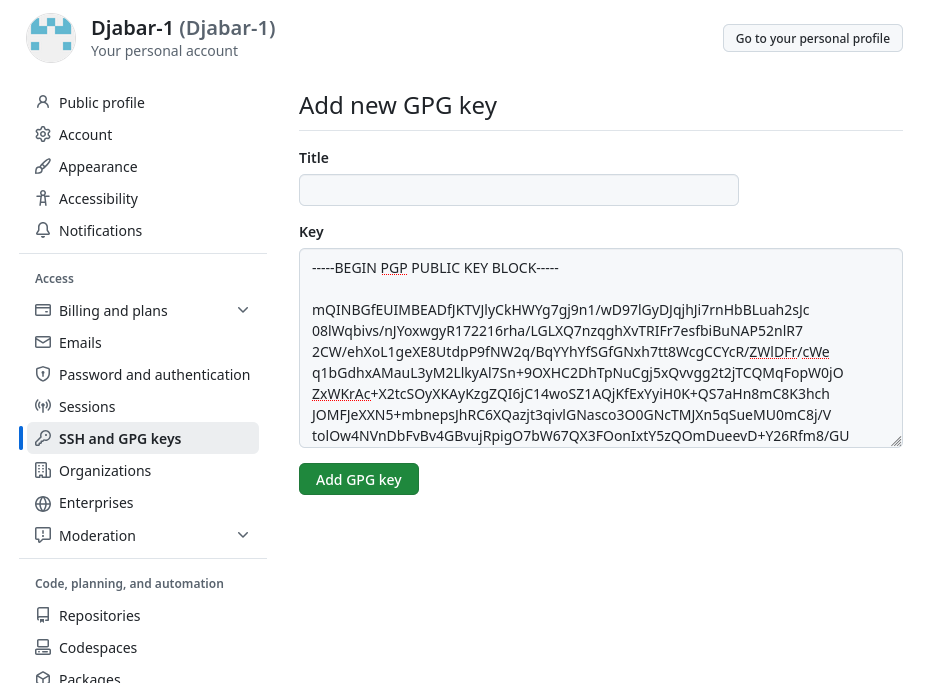 Djabar-1 (Djabar-1)
Your personal account
Go to your personal profile
Public profile
Account
Appearance
Accessibility
Notifications
Access
Billing and plans
Emails
Password and authentication
Sessions
SSH and GPG keys
Organizations
Enterprises
Moderation
Code, planning, and automation
Repositories
Codespaces
Packages
Add new GPG key
Title
Key
-----BEGIN PGP PUBLIC KEY BLOCK-----
mQINBGfEUIMBEADfJKTVJlyCkHWYg7gj9n1/wD97lGyDJqjhJi7rnHbBLuah2sJc
08lWqbivs/nJYoxwgyR172216rha/LGLXQ7nzqghXvTRIFr7esfbiBuNAP52nlR7
2CW/ehXoL1geXE8UtdpP9fNW2q/BqYYhYfSGfGNxh7tt8WcgCCYcR/ZWlDFr/cWe
q1bGdhxAMauL3yM2LlkyAl7Sn+9OXHC2DhTpNuCgj5xQvvgg2t2jTCQMqFopW0jO
ZxWKrAc+X2tcSOyXKAyKzgZQI6jC14woSZ1AQjKfExYyiH0K+QS7aHn8mC8K3hch
JOMFJeXXN5+mbnepsJhRC6XQazjt3qivlGNasco3O0GNcTMJXn5qSueMU0mC8j/V
tolOw4NVnDbFvBv4GBvujRpigO7bW67QX3FOonIxtY5zQOmDueevD+Y26Rfm8/GU
Add GPG key